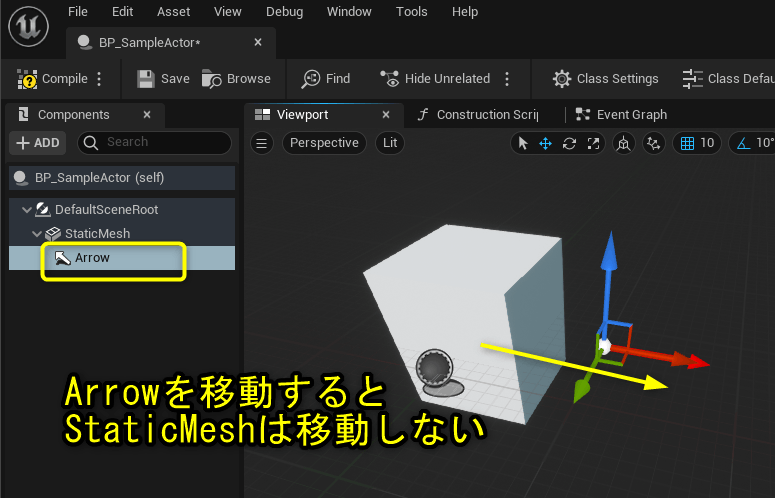 File Edit Asset View Debug Window Tools Help
BP_SampleActor*
Compile Save Browse Find Hide Unrelated Class Settings Class Defau
Components Viewport Construction Scrip Event Graph
ADD Search Perspective Lit 10 10°
BP_SampleActor (self)
DefaultSceneRoot
StaticMesh
Arrow
Arrowを移動すると
StaticMeshは移動しない